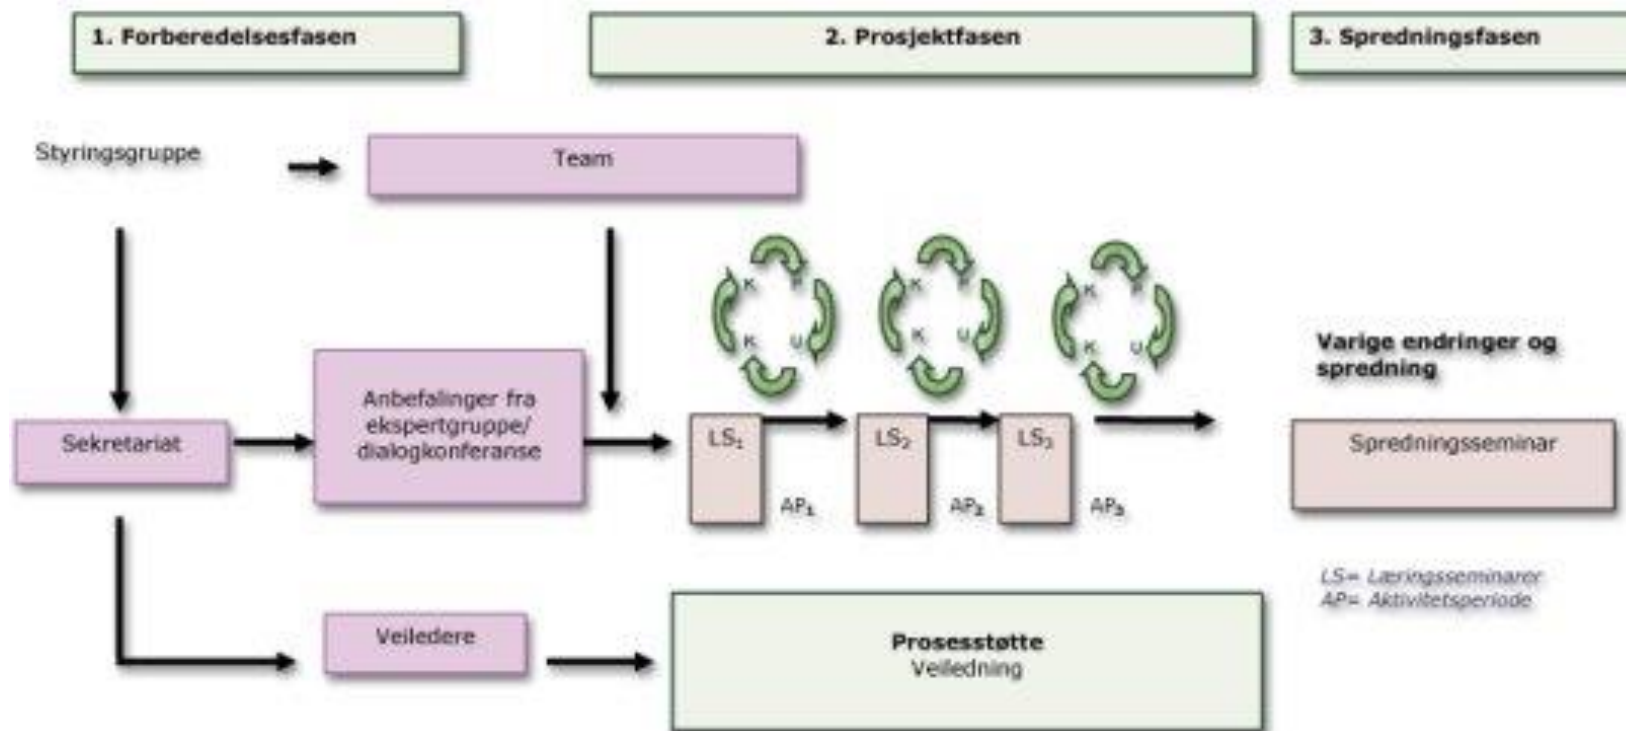 1. Forberedelsesfasen
2. Prosjektfasen
3. Spredningsfasen
Styringsgruppe
Team
K P
K U
K P
K U
K P
K U
Varige endringer og
spredning
Sekretariat
Anbefalinger fra
ekspertgruppe/
dialogkonferanse
LS₁
LS₂
LS₃
AP₁
AP₂
AP₃
Spredningsseminar
LS= Læringsseminarer
AP= Aktivitetsperiode
Veiledere
Prosesstøtte
Veiledning